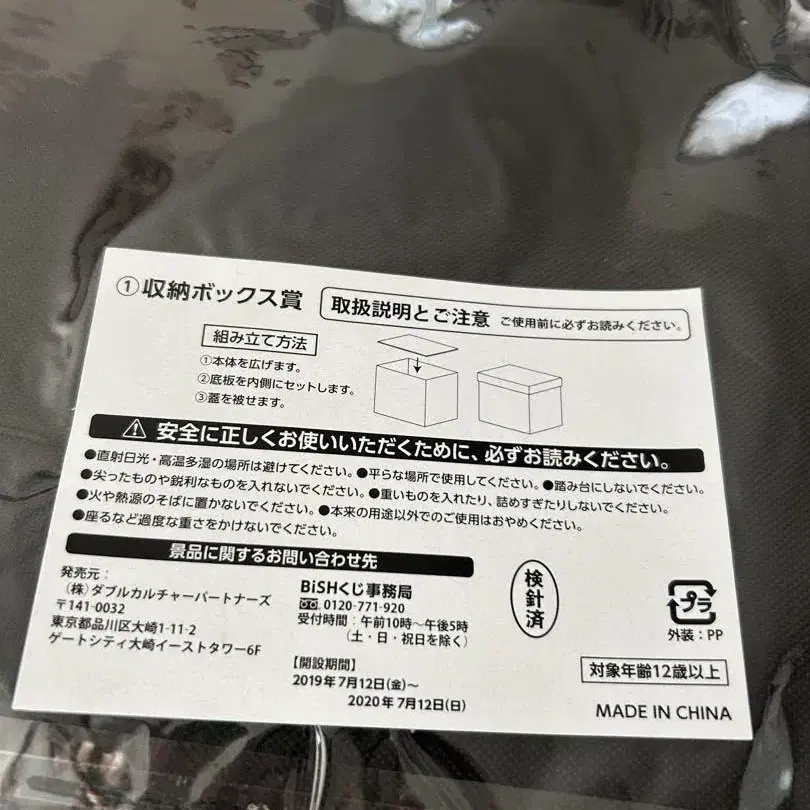 ①収納ボックス賞
取扱説明とご注意 ご使用前に必ずお読みください。
組み立て方法
①本体を広げます。
②底板を内側にセットします。
③蓋を被せます。
⚠ 安全に正しくお使いいただくために、必ずお読みください。
●直射日光・高温多湿の場所は避けてください。●平らな場所で使用してください。●踏み台にしないでください。
●尖ったものや鋭利なものを入れないでください。●重いものを入れたり、詰めすぎたりしないでください。
●火や熱源のそばに置かないでください。●本来の用途以外でのご使用はおやめください。
●座るなど過度な重さをかけないでください。
景品に関するお問い合わせ先
発売元：
（株）ダブルカルチャーパートナーズ
〒141-0032
東京都品川区大崎1-11-2
ゲートシティ大崎イーストタワー6F
BiSHくじ事務局
0120-771-920
受付時間：午前10時〜午後5時
（土・日・祝日を除く）
【開設期間】
2019年7月12日(金)〜
2020年7月12日(日)
検針済
プラ
外装：PP
対象年齢12歳以上
MADE IN CHINA